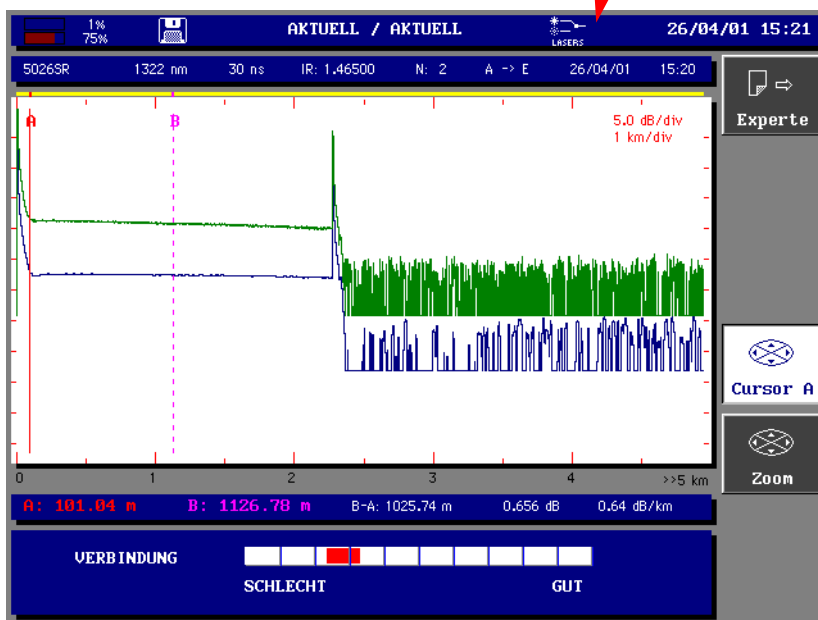 1%
75%
AKTUELL / AKTUELL
LASERS
26/04/01 15:21
5026SR 1322 nm 30 ns IR: 1.46500 N: 2 A -> E 26/04/01 15:20
Experte
A B
5.0 dB/div
1 km/div
Cursor A
Zoom
0 1 2 3 4 >>5 km
A: 101.04 m B: 1126.78 m B-A: 1025.74 m 0.656 dB 0.64 dB/km
VERBINDUNG
SCHLECHT GUT